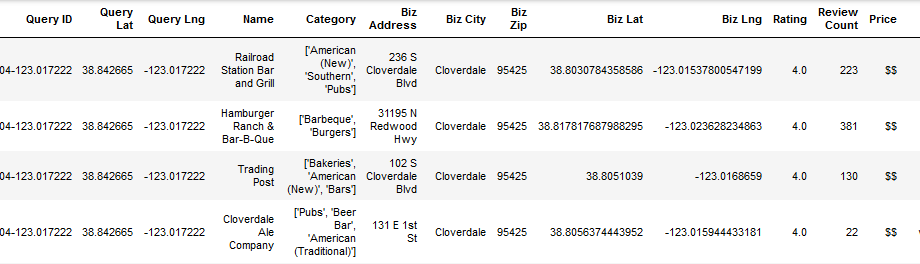 Query ID Query Lat Query Lng Name Category Biz Address Biz City Biz Zip Biz Lat Biz Lng Rating Review Count Price
04-123.017222 38.842665 -123.017222 Railroad Station Bar and Grill ['American (New)', 'Southern', 'Pubs'] 236 S Cloverdale Blvd Cloverdale 95425 38.8030784358586 -123.01537800547199 4.0 223 $$
04-123.017222 38.842665 -123.017222 Hamburger Ranch & Bar-B-Que ['Barbeque', 'Burgers'] 31195 N Redwood Hwy Cloverdale 95425 38.817817687988295 -123.023628234863 4.0 381 $$
04-123.017222 38.842665 -123.017222 Trading Post ['Bakeries', 'American (New)', 'Bars'] 102 S Cloverdale Blvd Cloverdale 95425 38.8051039 -123.0168659 4.0 130 $$
04-123.017222 38.842665 -123.017222 Cloverdale Ale Company ['Pubs', 'Beer Bar', 'American (Traditional)'] 131 E 1st St Cloverdale 95425 38.8056374443952 -123.015944433181 4.0 22 $$